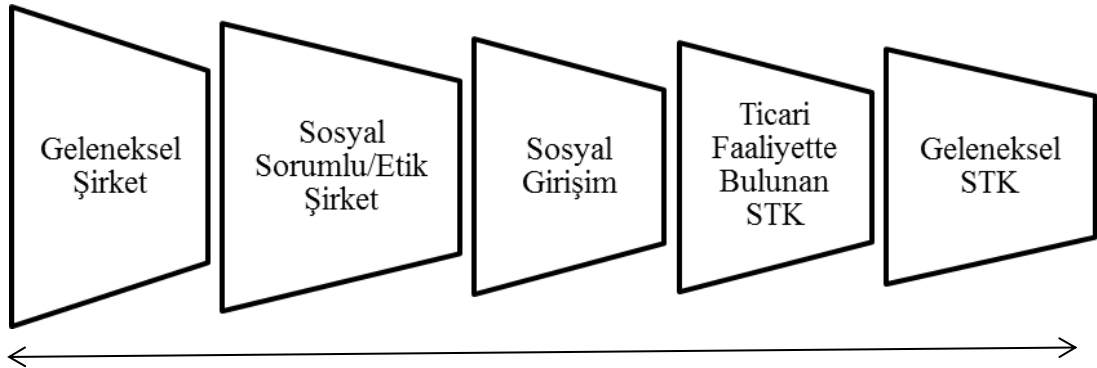 Geleneksel
Şirket
Sosyal
Sorumlu/Etik
Şirket
Sosyal
Girişim
Ticari
Faaliyette
Bulunan
STK
Geleneksel
STK